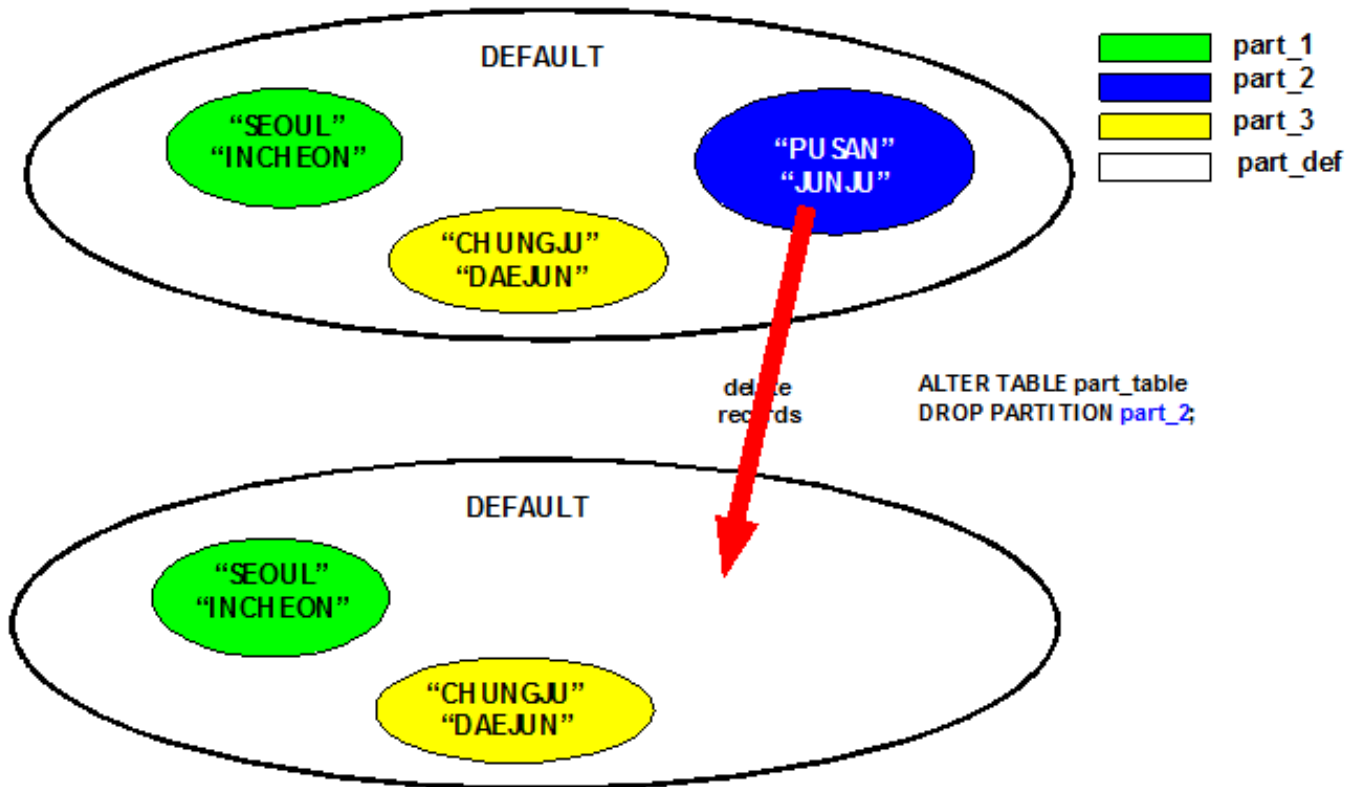 DEFAULT
"SEOUL"
"INCHEON"
"PUSAN"
"JUNJU"
"CHUNGJU"
"DAEJUN"
part_1
part_2
part_3
part_def
delete
records
ALTER TABLE part_table
DROP PARTITION part_2;
DEFAULT
"SEOUL"
"INCHEON"
"CHUNGJU"
"DAEJUN"